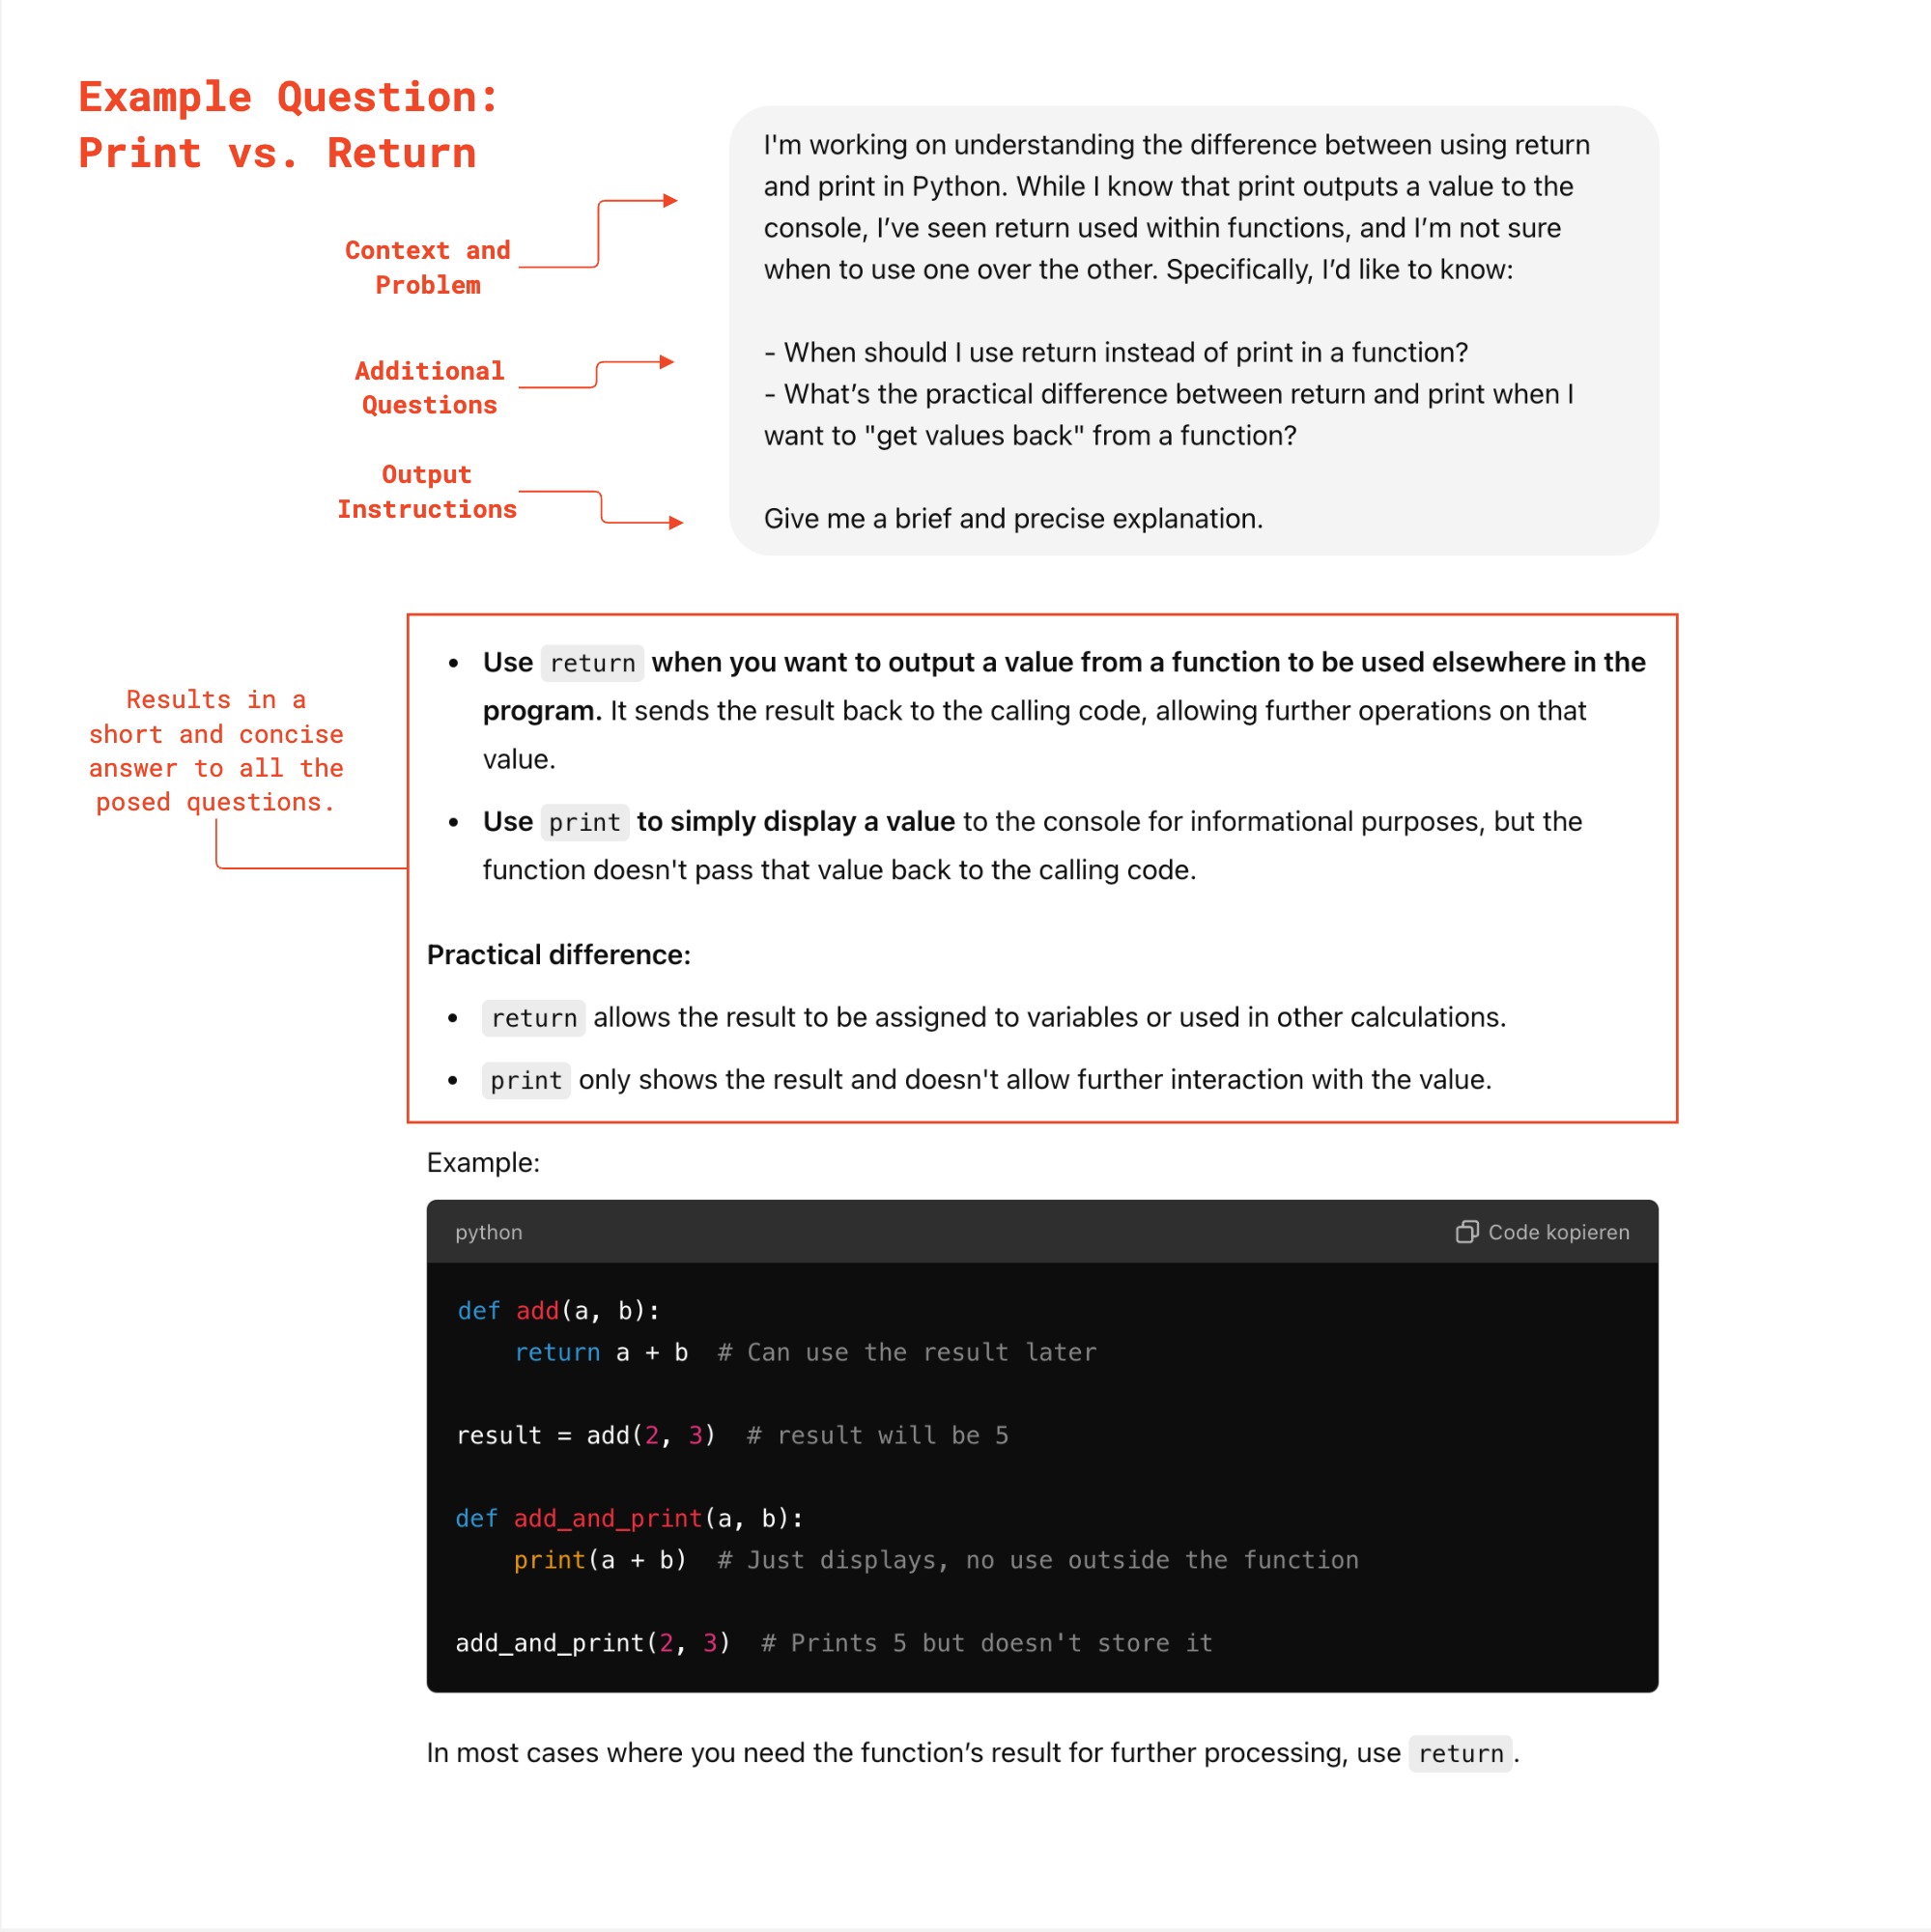 Example Question:
Print vs. Return
Context and
Problem
Additional
Questions
Output
Instructions
I'm working on understanding the difference between using return
and print in Python. While I know that print outputs a value to the
console, I’ve seen return used within functions, and I’m not sure
when to use one over the other. Specifically, I’d like to know:
- When should I use return instead of print in a function?
- What’s the practical difference between return and print when I
want to "get values back" from a function?
Give me a brief and precise explanation.
Results in a
short and concise
answer to all the
posed questions.
• Use return when you want to output a value from a function to be used elsewhere in the
program. It sends the result back to the calling code, allowing further operations on that
value.
• Use print to simply display a value to the console for informational purposes, but the
function doesn't pass that value back to the calling code.
Practical difference:
• return allows the result to be assigned to variables or used in other calculations.
• print only shows the result and doesn't allow further interaction with the value.
Example:
python
Code kopieren
def add(a, b):
    return a + b  # Can use the result later
result = add(2, 3)  # result will be 5
def add_and_print(a, b):
    print(a + b)  # Just displays, no use outside the function
add_and_print(2, 3)  # Prints 5 but doesn't store it
In most cases where you need the function’s result for further processing, use return.